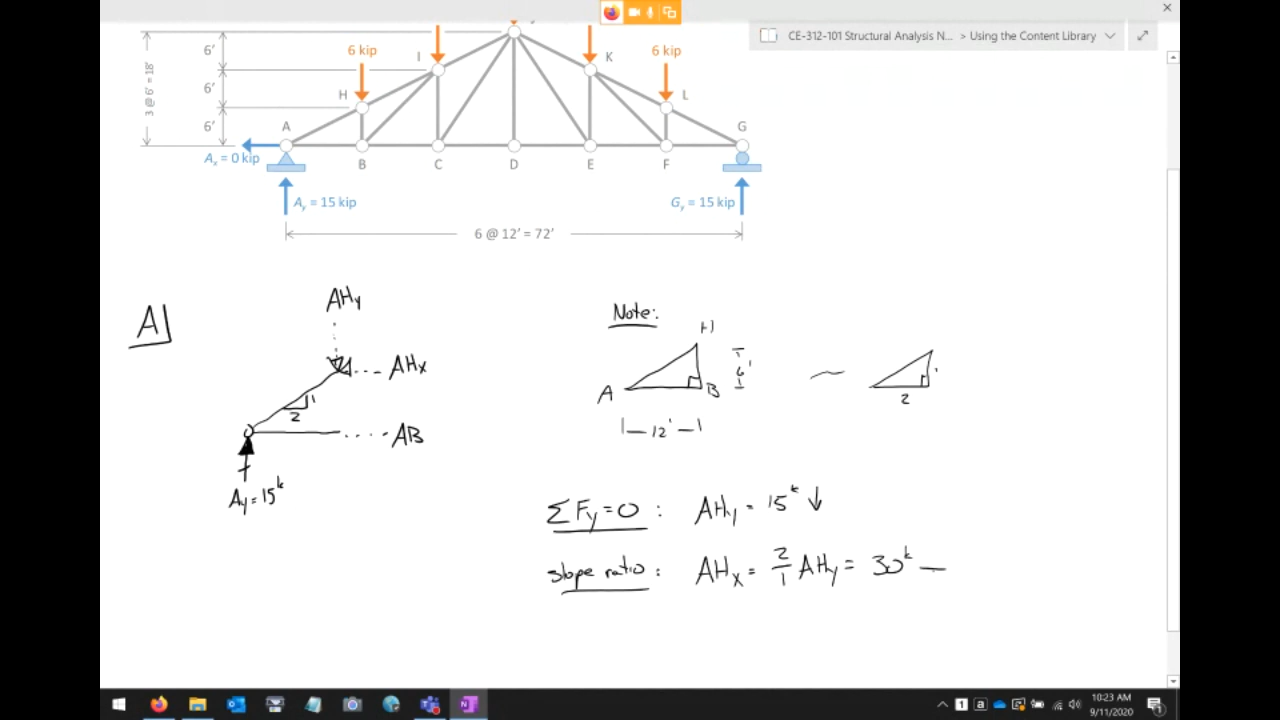 CE-312-101 Structural Analysis N... > Using the Content Library
3 @ 6' = 18'
6'
6'
6'
6 kip
6 kip
I
K
H
L
A
G
B
C
D
E
F
Ax = 0 kip
Ay = 15 kip
Gy = 15 kip
6 @ 12' = 72'
A
AHy
AHx
1
2
AB
Ay = 15k
Note:
H
6'
A
B
12'
~
2
ΣFy = 0 : AHy = 15k ↓
slope ratio : AHx = 2/1 AHy = 30k
10:23 AM
9/11/2020